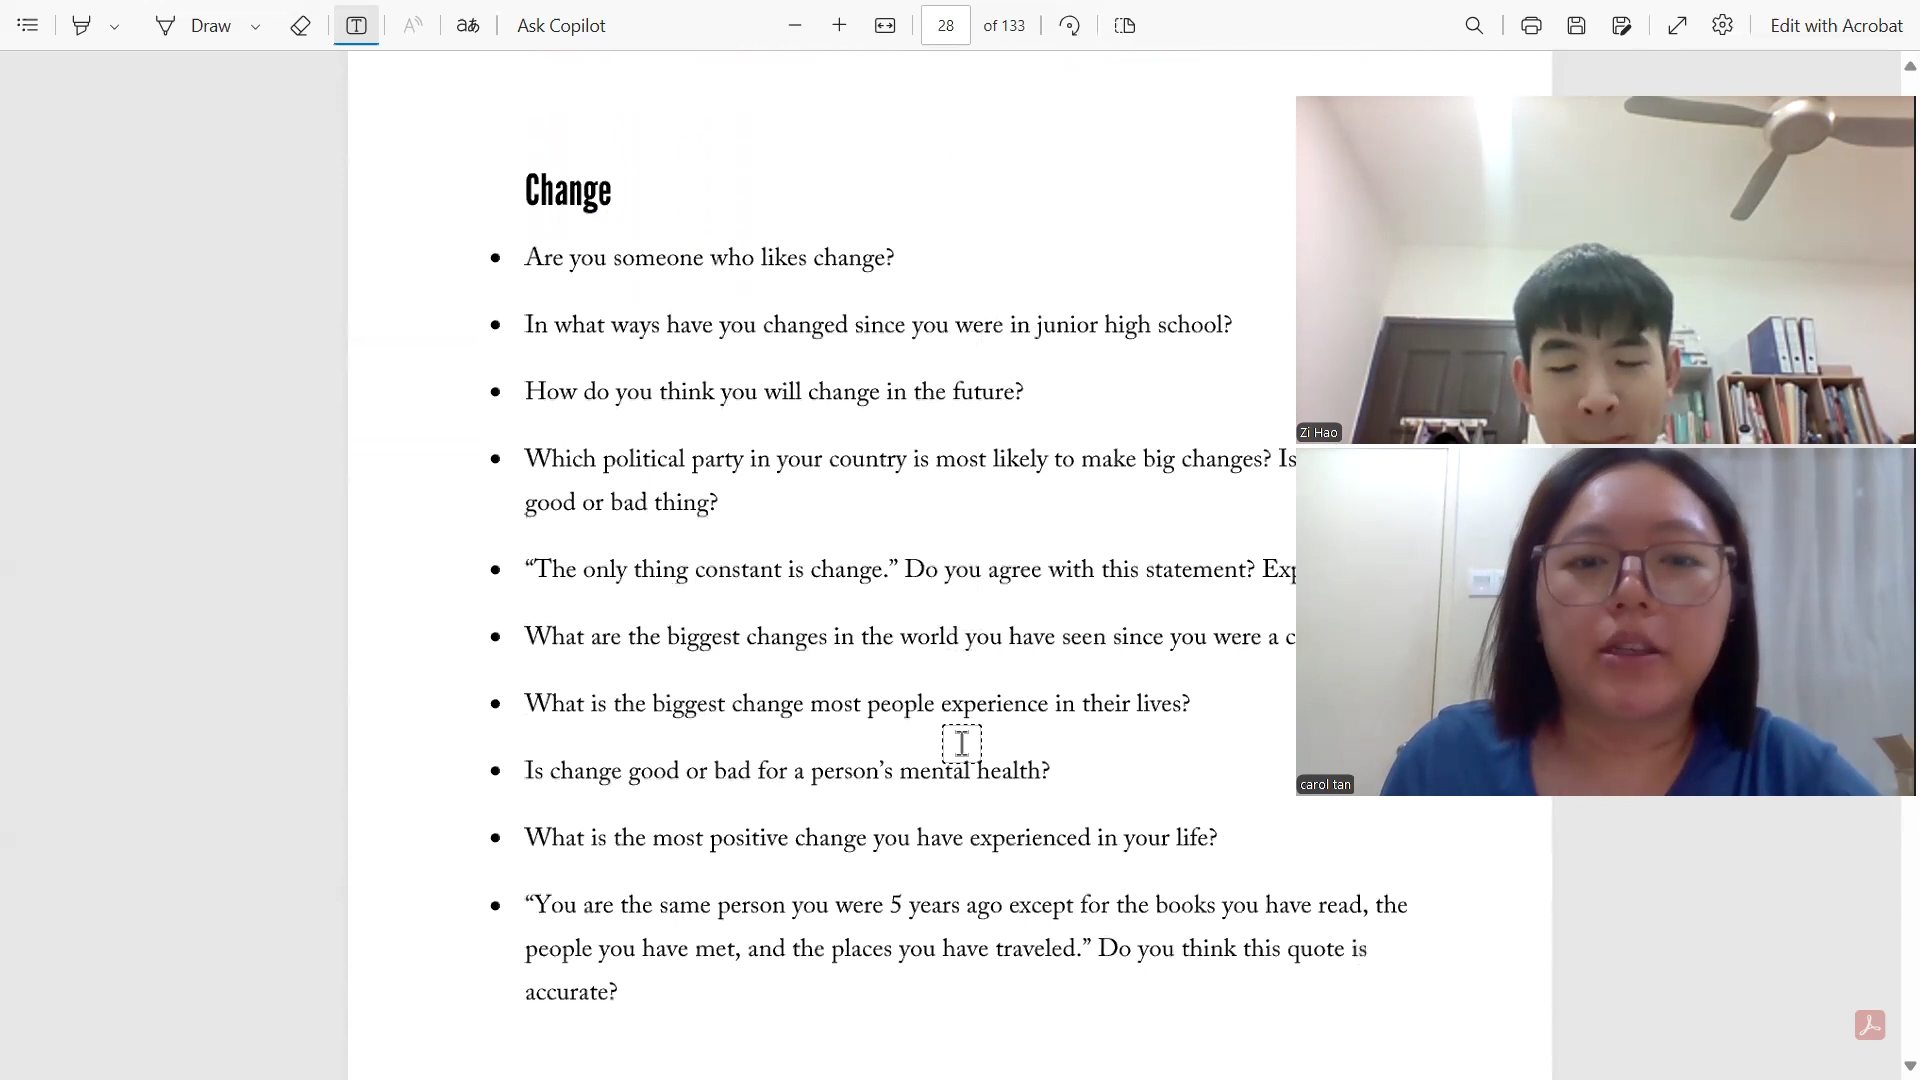 Draw
Ask Copilot
28 of 133
Edit with Acrobat
Change
• Are you someone who likes change?
• In what ways have you changed since you were in junior high school?
• How do you think you will change in the future?
• Which political party in your country is most likely to make big changes? Is
good or bad thing?
• “The only thing constant is change.” Do you agree with this statement? Exp
• What are the biggest changes in the world you have seen since you were a c
• What is the biggest change most people experience in their lives?
• Is change good or bad for a person’s mental health?
• What is the most positive change you have experienced in your life?
• “You are the same person you were 5 years ago except for the books you have read, the
people you have met, and the places you have traveled.” Do you think this quote is
accurate?
Zi Hao
carol tan